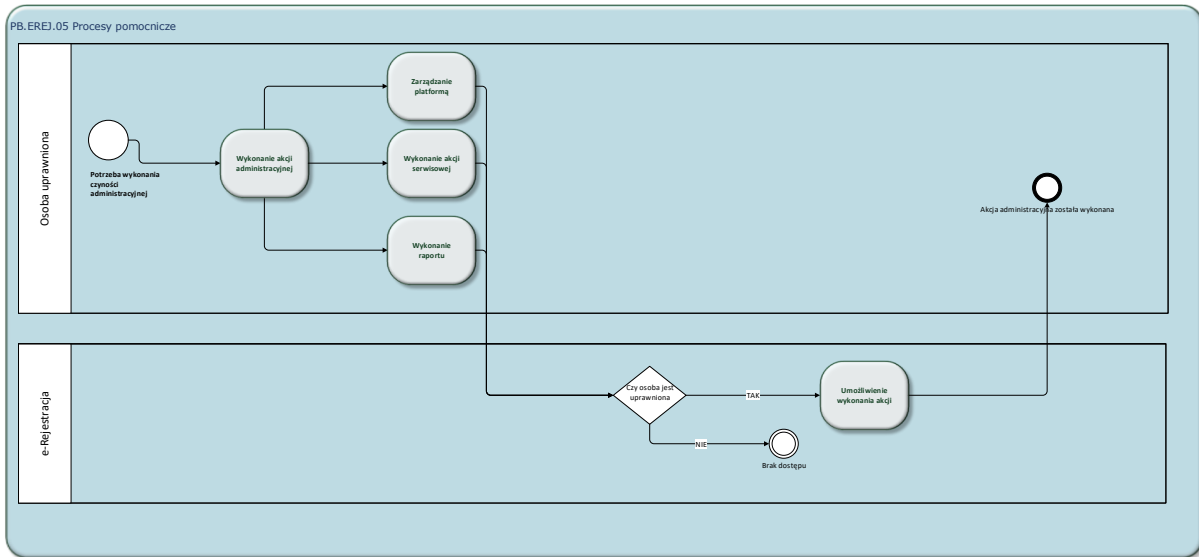 PB.EREJ.05 Procesy pomocnicze
Osoba uprawniona
Potrzeba wykonania
czyności
administracyjnej
Wykonanie akcji
administracyjnej
Zarządzanie
platformą
Wykonanie akcji
serwisowej
Wykonanie
raportu
Akcja administracyjna została wykonana
e-Rejestracja
Czy osoba jest
uprawniona
TAK
NIE
Umożliwienie
wykonania akcji
Brak dostępu